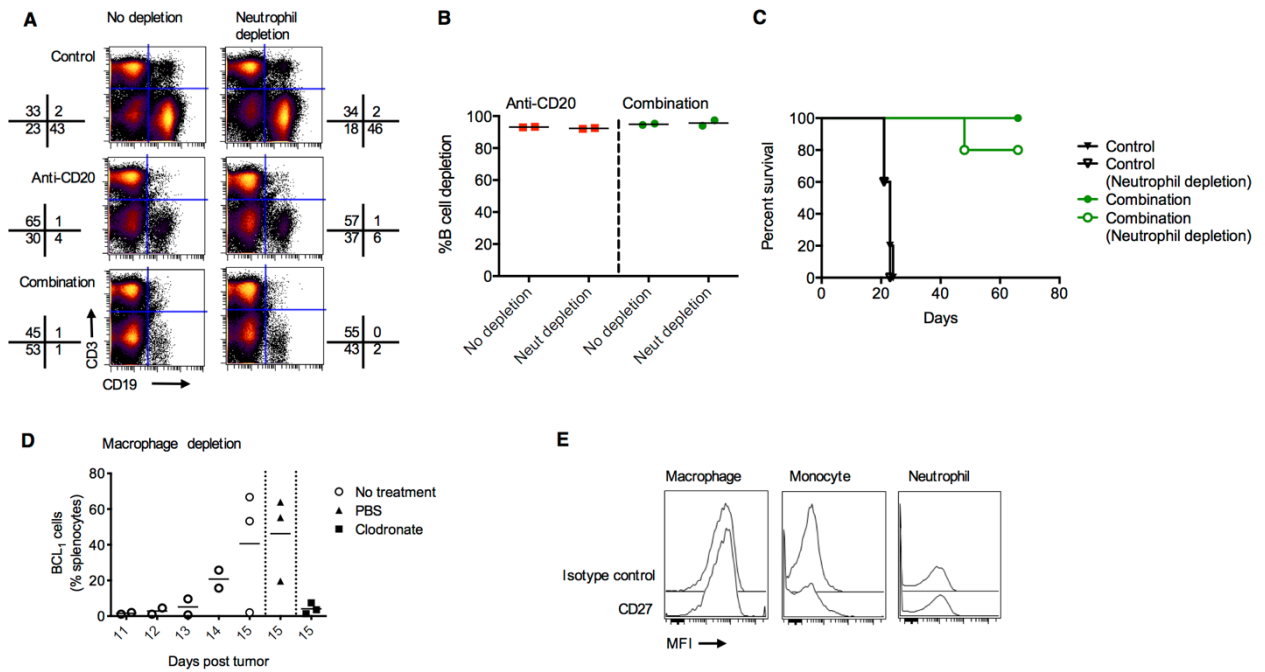 A
No depletion
Neutrophil
depletion
Control
33 2
23 43
34 2
18 46
Anti-CD20
65 1
30 4
57 1
37 6
Combination
45 1
53 1
55 0
43 2
CD3
CD19
B
Anti-CD20
Combination
%B cell depletion
100
80
60
40
20
0
No depletion
Neut depletion
No depletion
Neut depletion
C
Percent survival
100
80
60
40
20
0
0 20 40 60 80
Days
Control
Control
(Neutrophil depletion)
Combination
Combination
(Neutrophil depletion)
D
Macrophage depletion
BCL1 cells
(% splenocytes)
80
60
40
20
0
11 12 13 14 15 15 15
Days post tumor
No treatment
PBS
Clodronate
E
Macrophage
Monocyte
Neutrophil
Isotype control
CD27
MFI